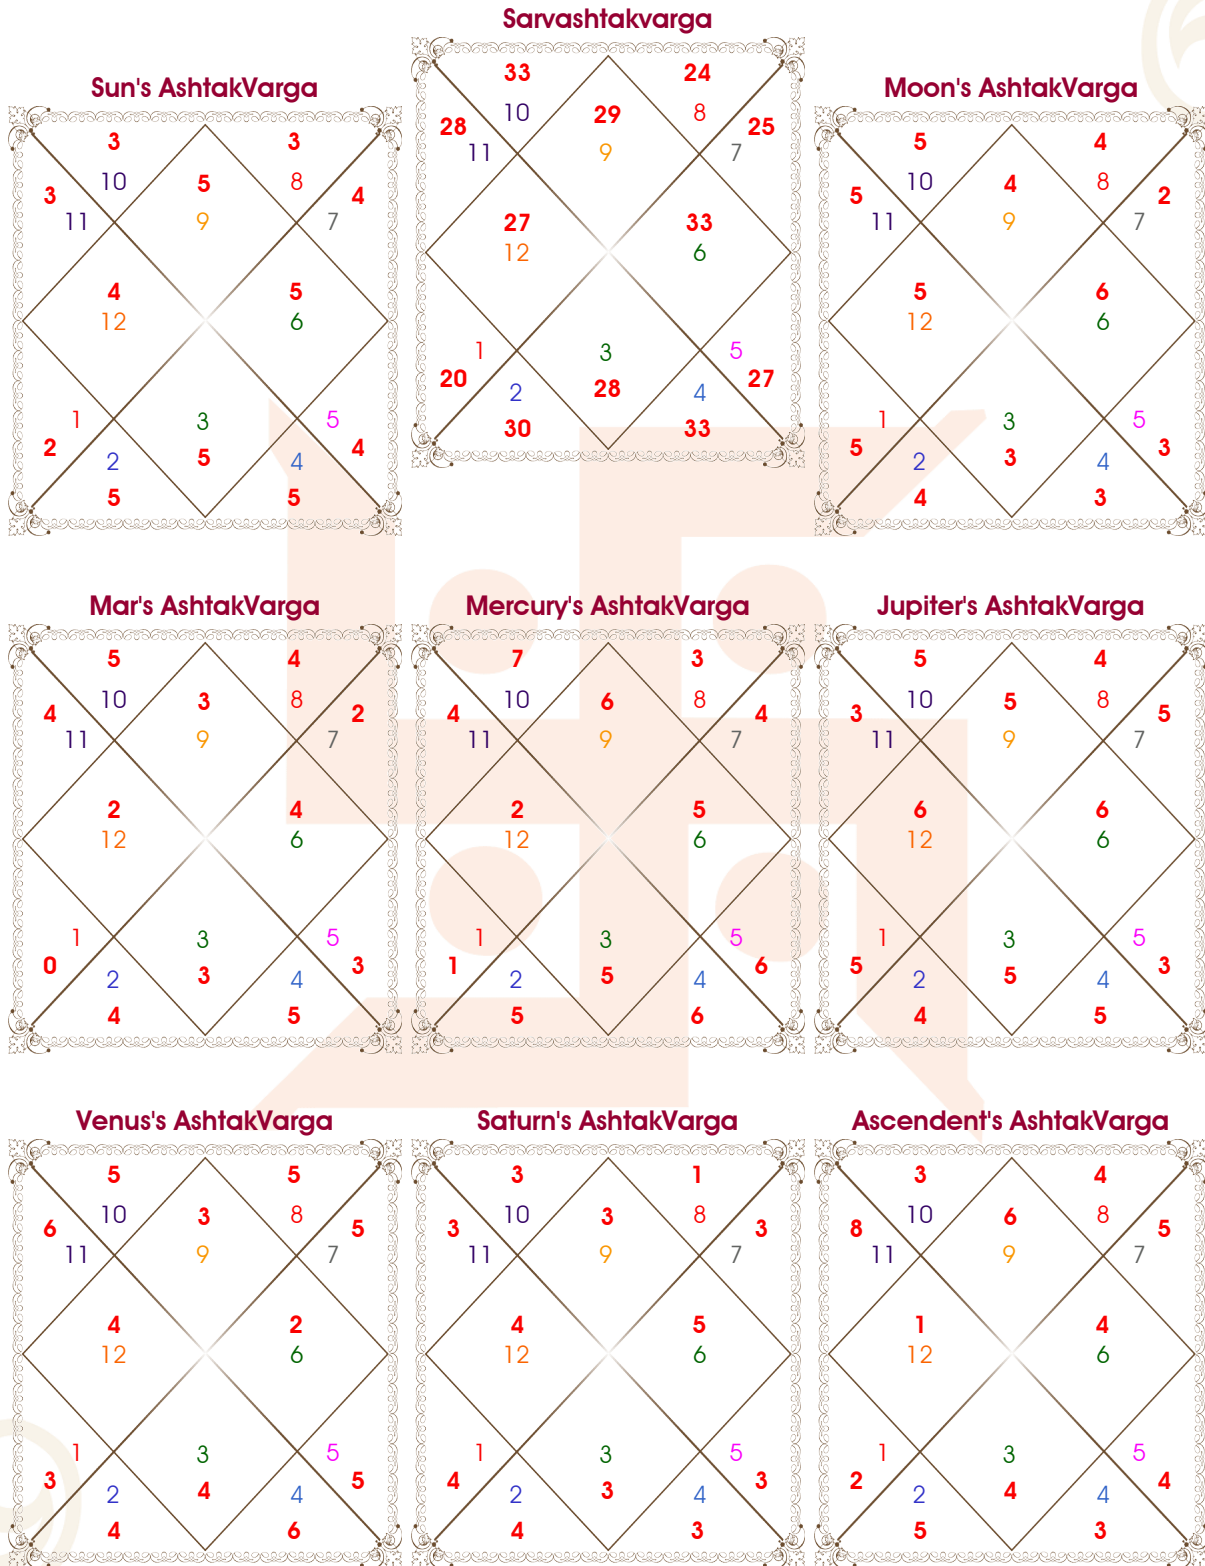 Sarvashtakvarga
33 24
10 29 8
28 25
11 9 7
27 33
12 6
1 3 5
20 28 27
2 4
30 33
Sun's AshtakVarga
3 3
10 5 8
3 4
11 9 7
4 5
12 6
1 3 5
2 5 4
2 4
5 5
Moon's AshtakVarga
5 4
10 4 8
5 2
11 9 7
5 6
12 6
1 3 5
5 3 3
2 4
4 3
Mar's AshtakVarga
5 4
10 3 8
4 2
11 9 7
2 4
12 6
1 3 5
0 3 3
2 4
4 5
Mercury's AshtakVarga
7 3
10 6 8
4 4
11 9 7
2 5
12 6
1 3 5
1 5 6
2 4
5 6
Jupiter's AshtakVarga
5 4
10 5 8
3 5
11 9 7
6 6
12 6
1 3 5
5 5 3
2 4
4 5
Venus's AshtakVarga
5 5
10 3 8
6 5
11 9 7
4 2
12 6
1 3 5
3 4 5
2 4
4 6
Saturn's AshtakVarga
3 1
10 3 8
3 3
11 9 7
4 5
12 6
1 3 5
4 3 3
2 4
4 3
Ascendent's AshtakVarga
3 4
10 6 8
8 5
11 9 7
1 4
12 6
1 3 5
2 4 4
2 4
5 3